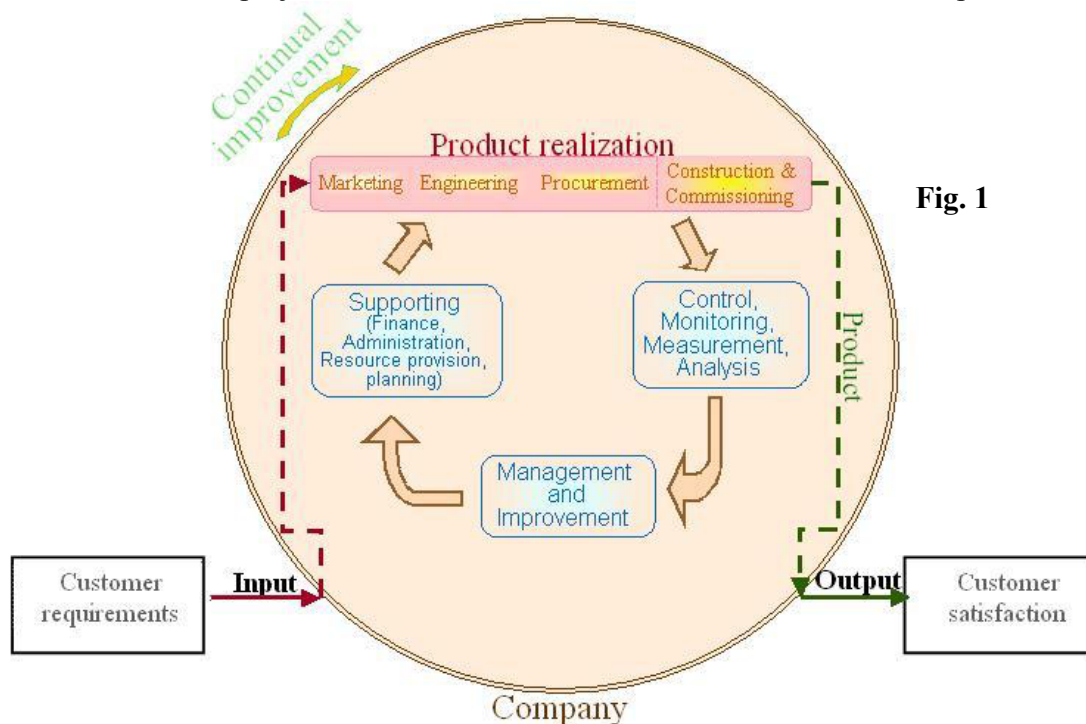 Continual
improvement
Product realization
Marketing
Engineering
Procurement
Construction &
Commissioning
Fig. 1
Supporting
(Finance,
Administration,
Resource provision,
planning)
Control,
Monitoring,
Measurement,
Analysis
Product
Management
and
Improvement
Customer
requirements
Input
Output
Customer
satisfaction
Company